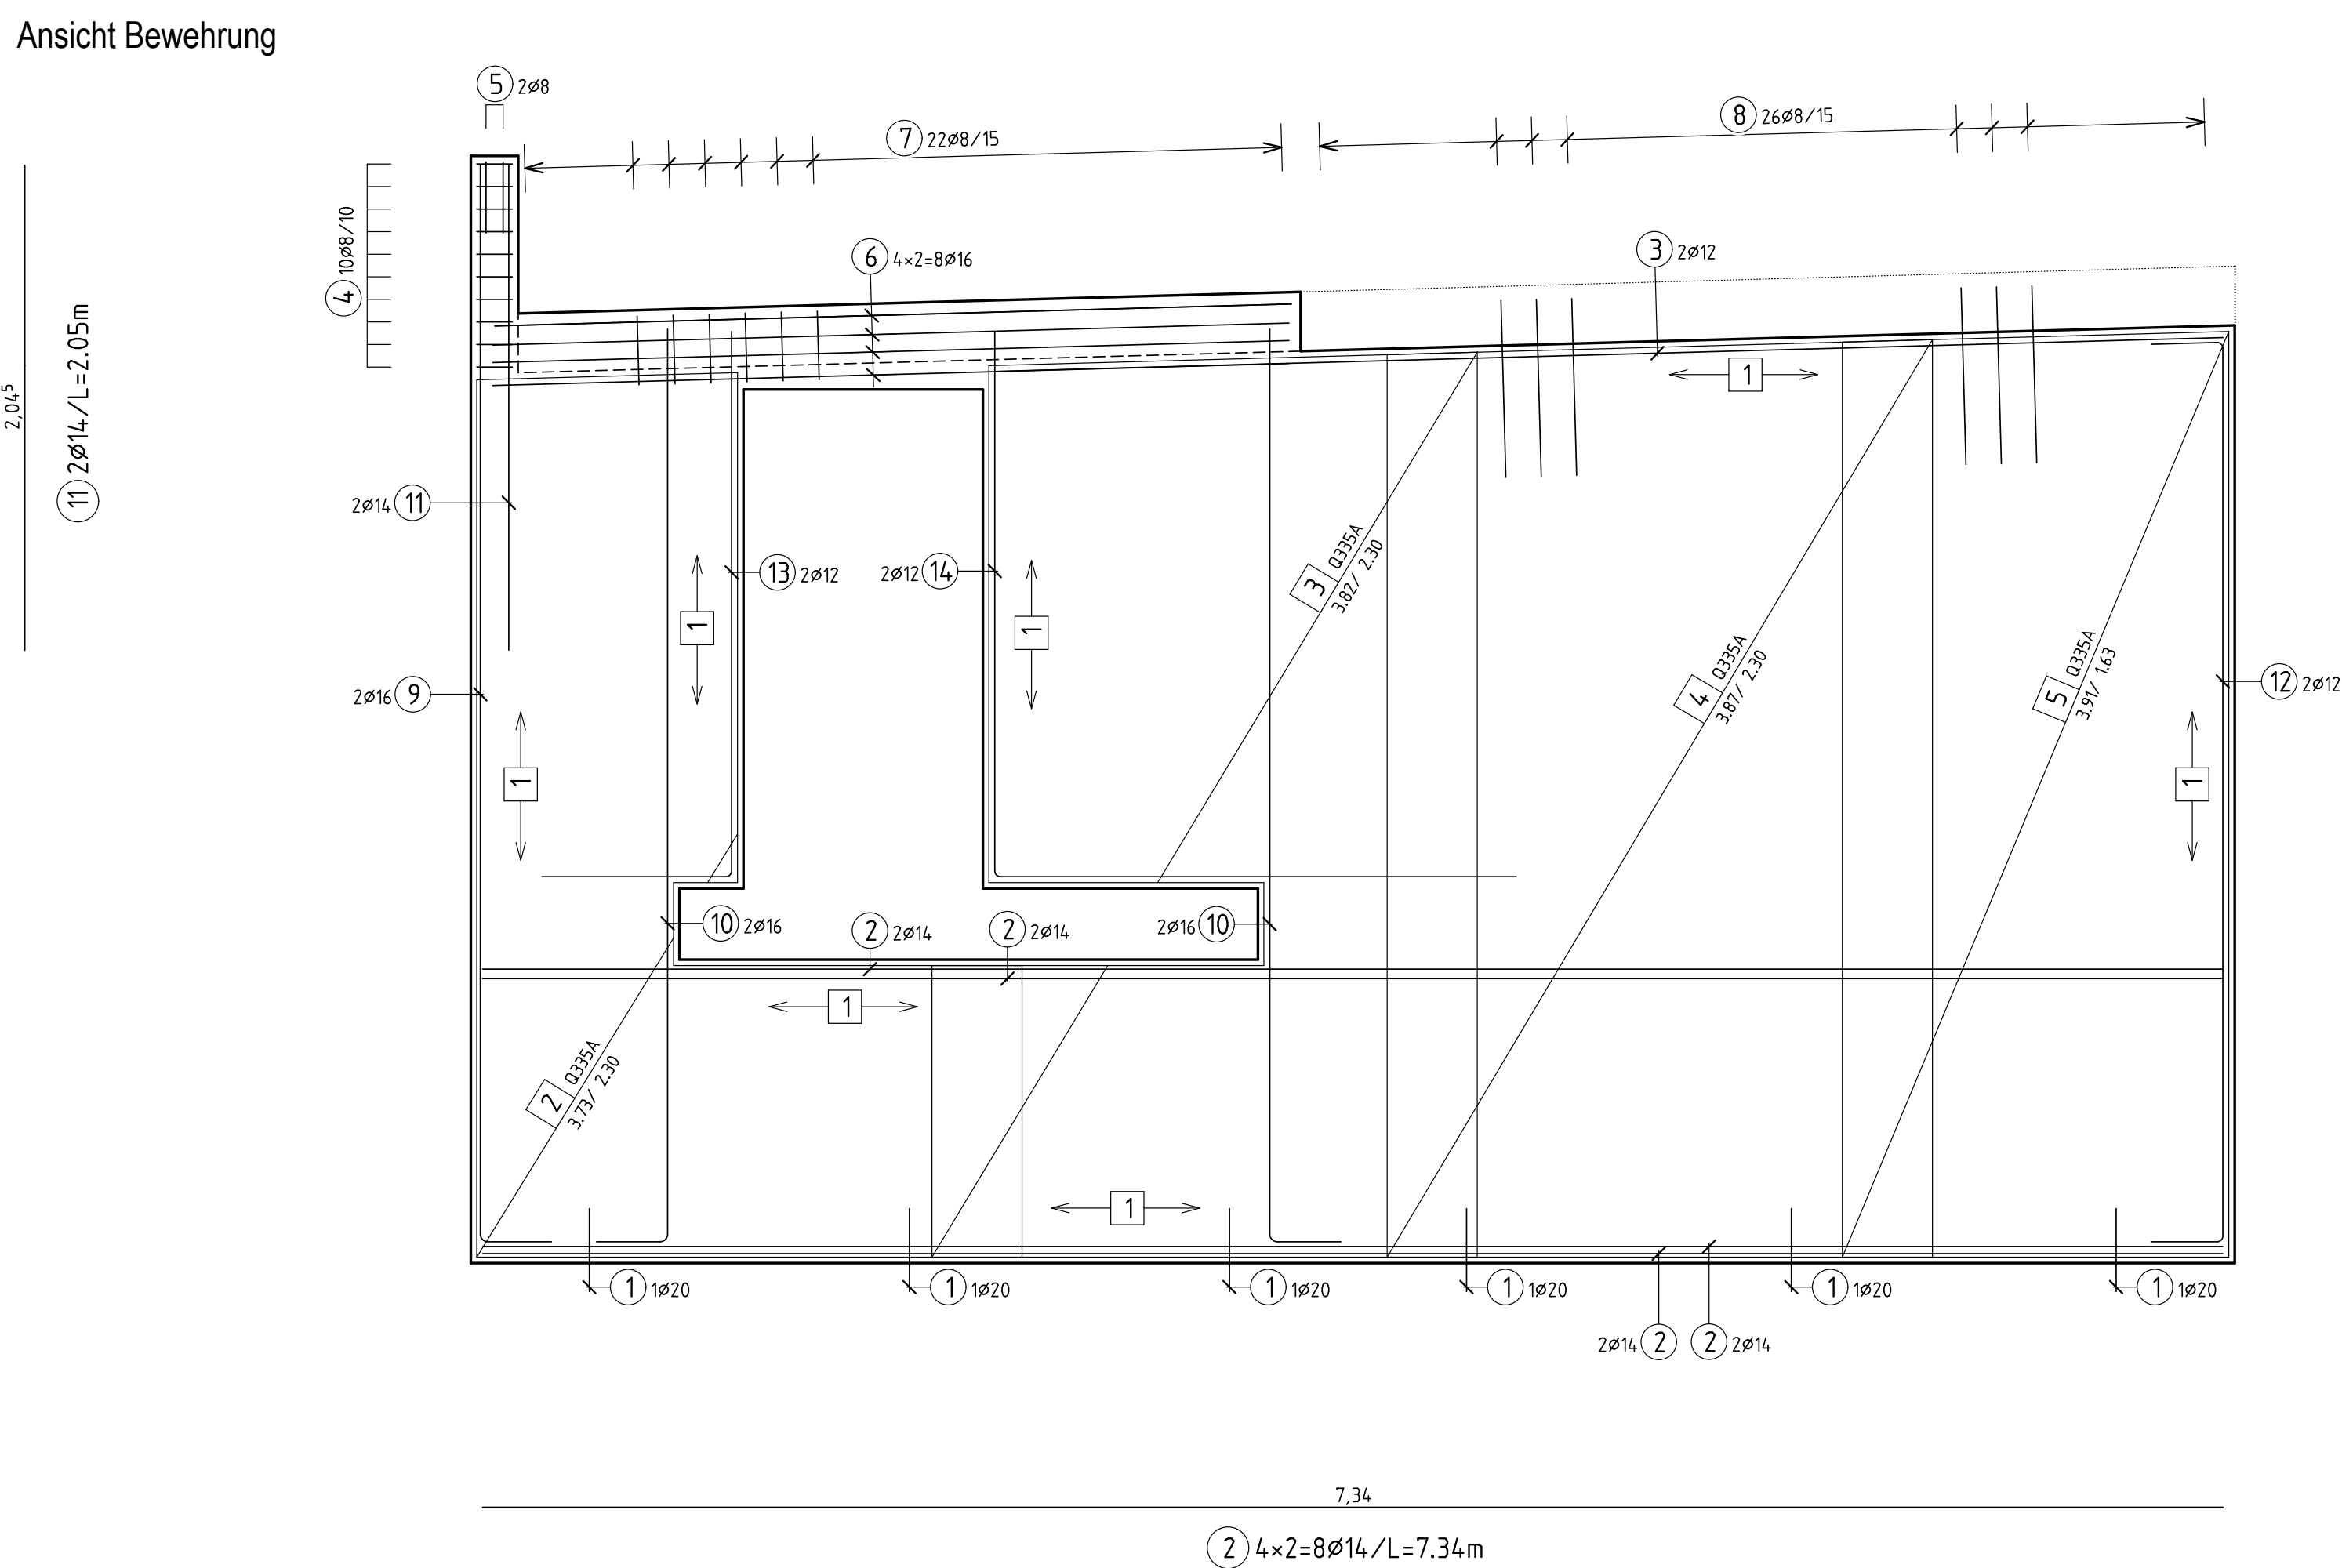 Ansicht Bewehrung
5 2ø8
7 22ø8/15
8 26ø8/15
4 10ø8/10
6 4×2=8ø16
3 2ø12
2,04⁵
11 2ø14/L=2.05m
1
2ø14 11
13 2ø12
2ø12 14
3 Q335A
3.82/ 2.30
1
1
4 Q335A
3.87/ 2.30
5 Q335A
3.91/ 1.63
2ø16 9
12 2ø12
1
1
10 2ø16
2 2ø14
2 2ø14
2ø16 10
1
2 Q335A
3.73/ 2.30
1
1 1ø20
1 1ø20
1 1ø20
1 1ø20
1 1ø20
1 1ø20
2ø14 2
2 2ø14
7,34
2 4×2=8ø14/L=7.34m